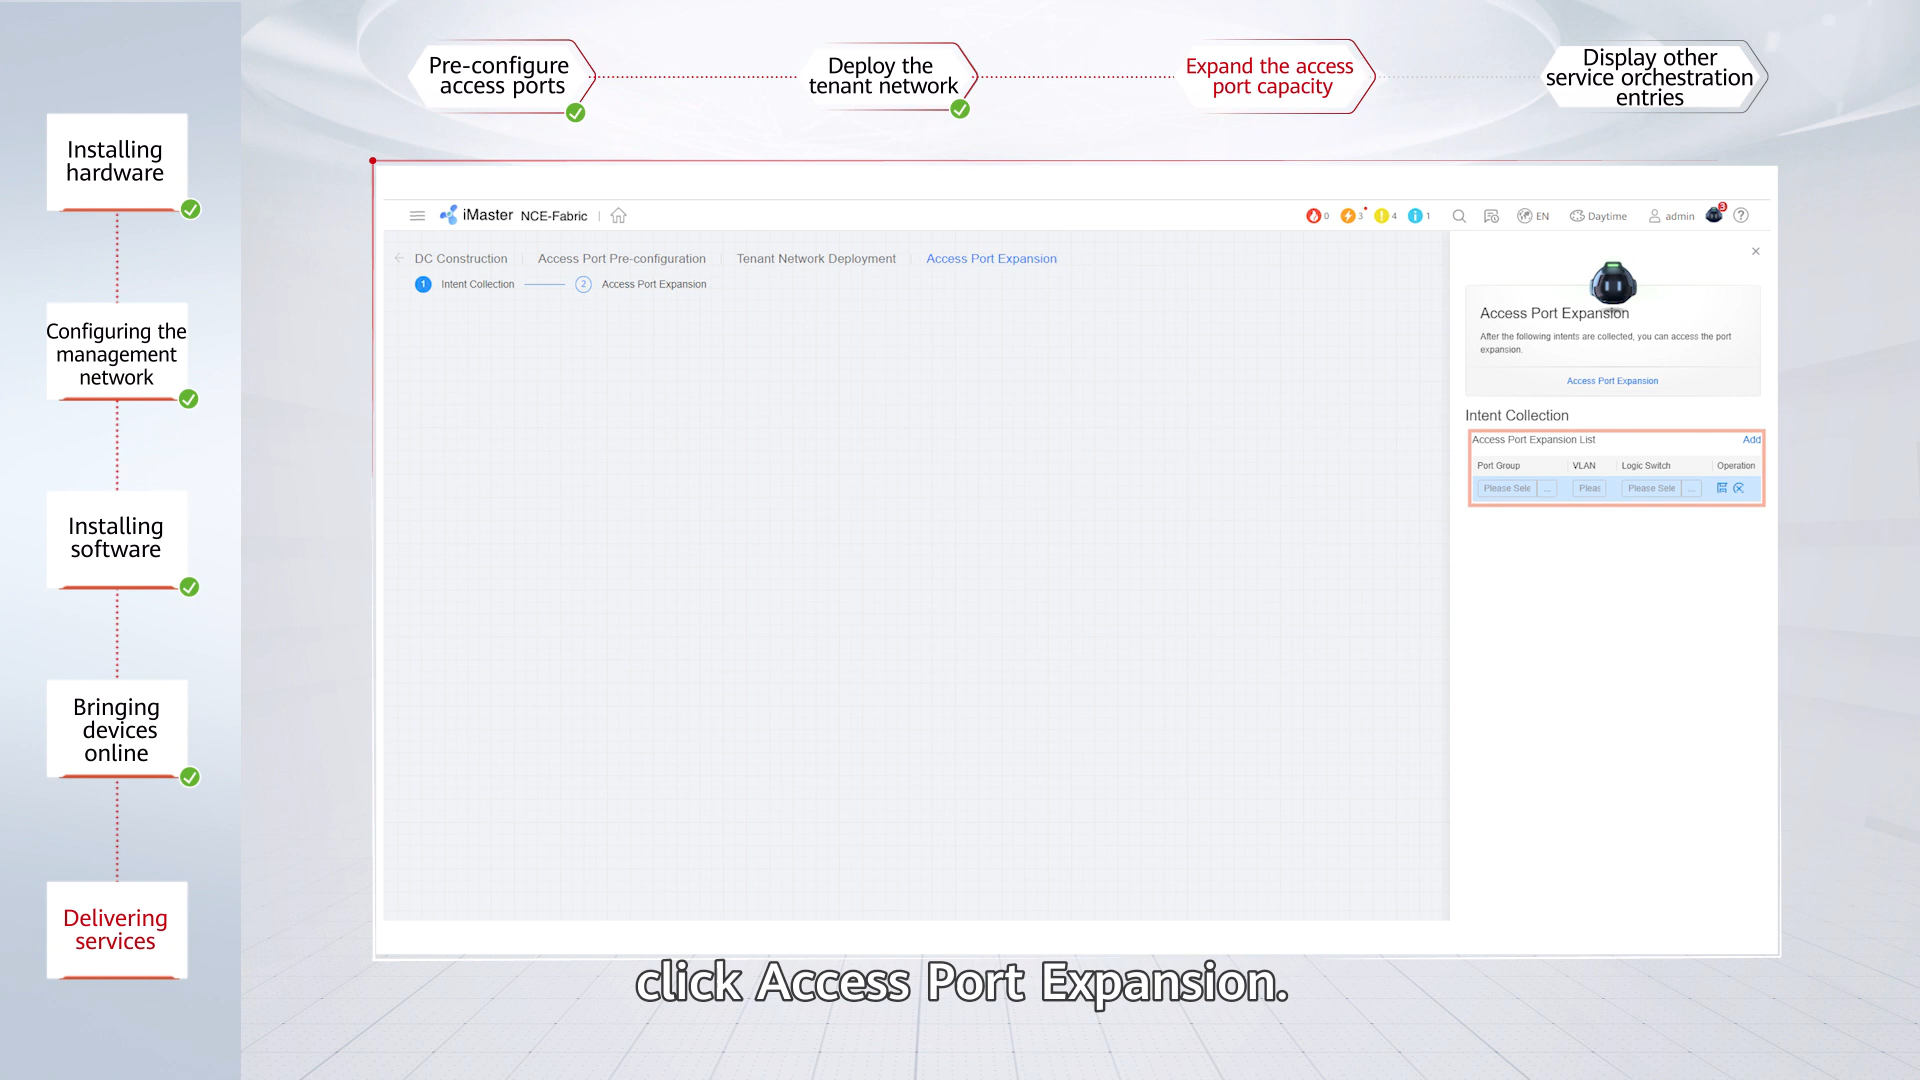 Pre-configure
access ports
Deploy the
tenant network
Expand the access
port capacity
Display other
service orchestration
entries
Installing
hardware
Configuring the
management
network
Installing
software
Bringing
devices
online
Delivering
services
iMaster NCE-Fabric
0 3 4 1 EN Daytime admin 3
DC Construction Access Port Pre-configuration Tenant Network Deployment Access Port Expansion
1 Intent Collection 2 Access Port Expansion
Access Port Expansion
After the following intents are collected, you can access the port
expansion.
Access Port Expansion
Intent Collection
Access Port Expansion List Add
Port Group VLAN Logic Switch Operation
Please Sele ... Pleas Please Sele ...
click Access Port Expansion.